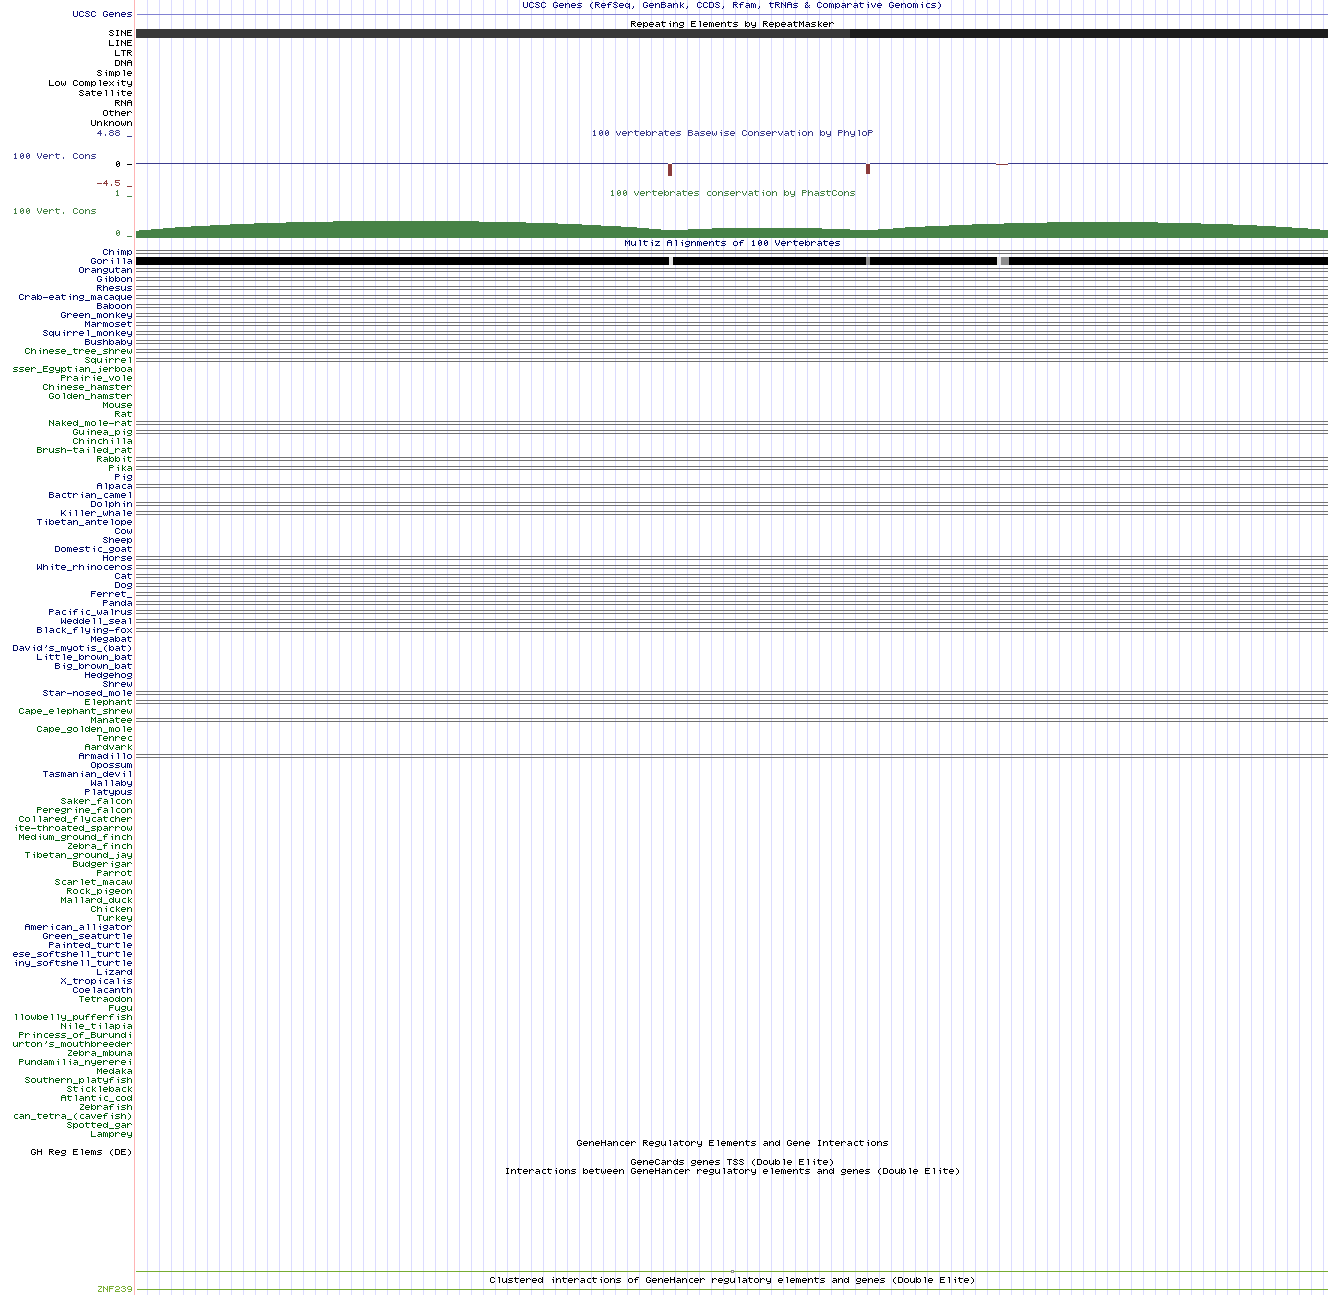 UCSC Genes (RefSeq, GenBank, CCDS, Rfam, tRNAs & Comparative Genomics)
UCSC Genes
Repeating Elements by RepeatMasker
SINE
LINE
LTR
DNA
Simple
Low Complexity
Satellite
RNA
Other
Unknown
4.88 _
100 vertebrates Basewise Conservation by PhyloP
100 Vert. Cons
0 -
-4.5 _
1 _
100 vertebrates conservation by PhastCons
100 Vert. Cons
0 _
Multiz Alignments of 100 Vertebrates
Chimp
Gorilla
Orangutan
Gibbon
Rhesus
Crab-eating_macaque
Baboon
Green_monkey
Marmoset
Squirrel_monkey
Bushbaby
Chinese_tree_shrew
Squirrel
sser_Egyptian_jerboa
Prairie_vole
Chinese_hamster
Golden_hamster
Mouse
Rat
Naked_mole-rat
Guinea_pig
Chinchilla
Brush-tailed_rat
Rabbit
Pika
Pig
Alpaca
Bactrian_camel
Dolphin
Killer_whale
Tibetan_antelope
Cow
Sheep
Domestic_goat
Horse
White_rhinoceros
Cat
Dog
Ferret_
Panda
Pacific_walrus
Weddell_seal
Black_flying-fox
Megabat
David's_myotis_(bat)
Little_brown_bat
Big_brown_bat
Hedgehog
Shrew
Star-nosed_mole
Elephant
Cape_elephant_shrew
Manatee
Cape_golden_mole
Tenrec
Aardvark
Armadillo
Opossum
Tasmanian_devil
Wallaby
Platypus
Saker_falcon
Peregrine_falcon
Collared_flycatcher
ite-throated_sparrow
Medium_ground_finch
Zebra_finch
Tibetan_ground_jay
Budgerigar
Parrot
Scarlet_macaw
Rock_pigeon
Mallard_duck
Chicken
Turkey
American_alligator
Green_seaturtle
Painted_turtle
ese_softshell_turtle
iny_softshell_turtle
Lizard
X_tropicalis
Coelacanth
Tetraodon
Fugu
llowbelly_pufferfish
Nile_tilapia
Princess_of_Burundi
urton's_mouthbreeder
Zebra_mbuna
Pundamilia_nyererei
Medaka
Southern_platyfish
Stickleback
Atlantic_cod
Zebrafish
can_tetra_(cavefish)
Spotted_gar
Lamprey
GeneHancer Regulatory Elements and Gene Interactions
GH Reg Elems (DE)
GeneCards genes TSS (Double Elite)
Interactions between GeneHancer regulatory elements and genes (Double Elite)
Clustered interactions of GeneHancer regulatory elements and genes (Double Elite)
ZNF239